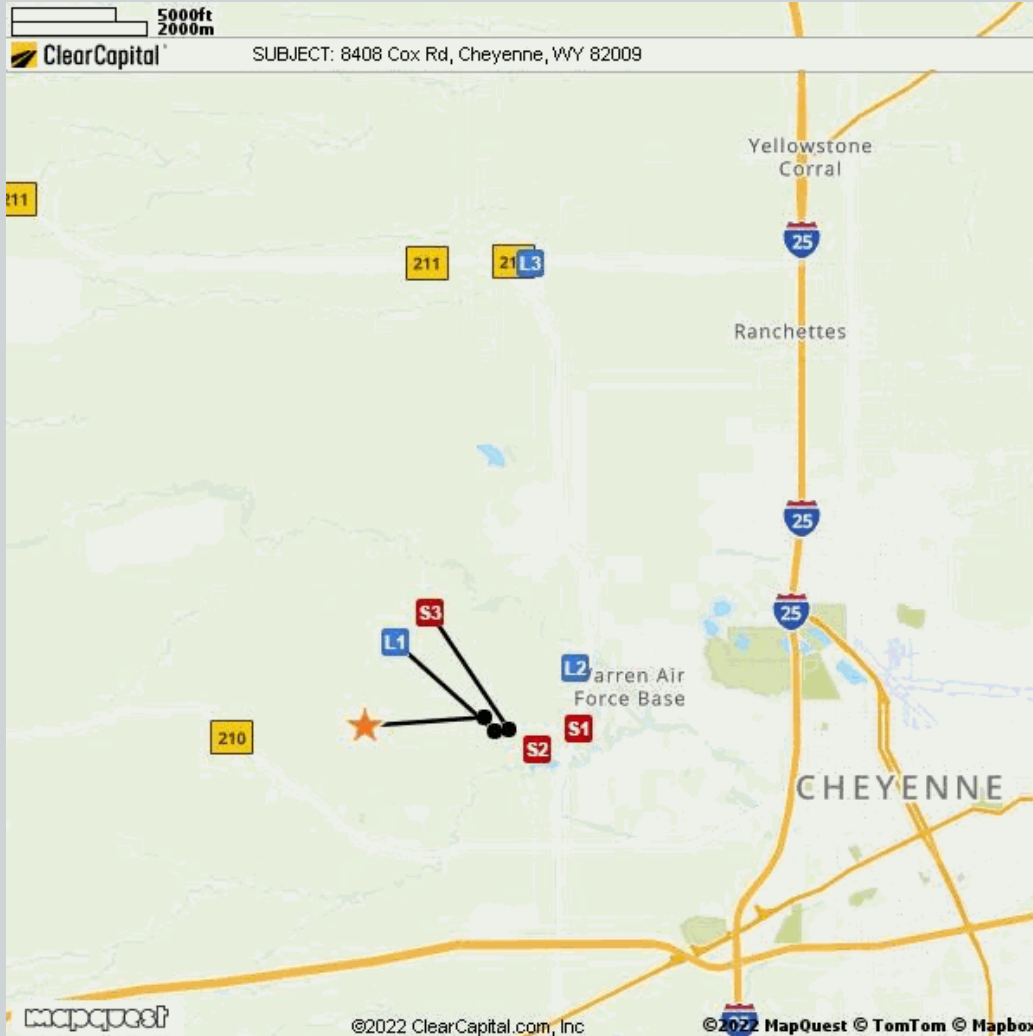 5000ft
2000m
ClearCapital
SUBJECT: 8408 Cox Rd, Cheyenne, WY 82009
Yellowstone
Corral
211
25
211
21
L3
Ranchettes
25
25
S3
L1
L2
Warren Air
Force Base
210
S1
S2
CHEYENNE
25
mapquest
©2022 ClearCapital.com, Inc
©2022 MapQuest © TomTom © Mapbox